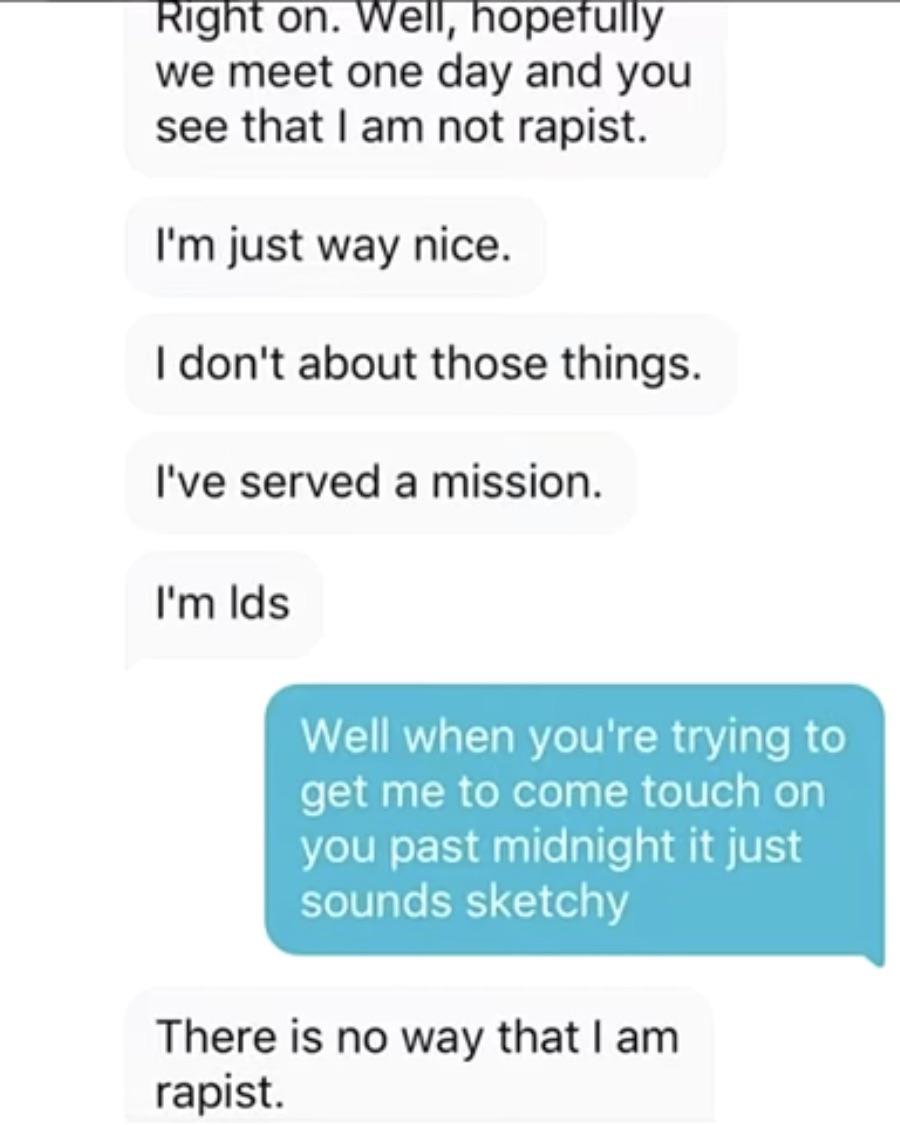 Right on. Well, hopefully
we meet one day and you
see that I am not rapist.
I'm just way nice.
I don't about those things.
I've served a mission.
I'm lds
Well when you're trying to
get me to come touch on
you past midnight it just
sounds sketchy
There is no way that I am
rapist.